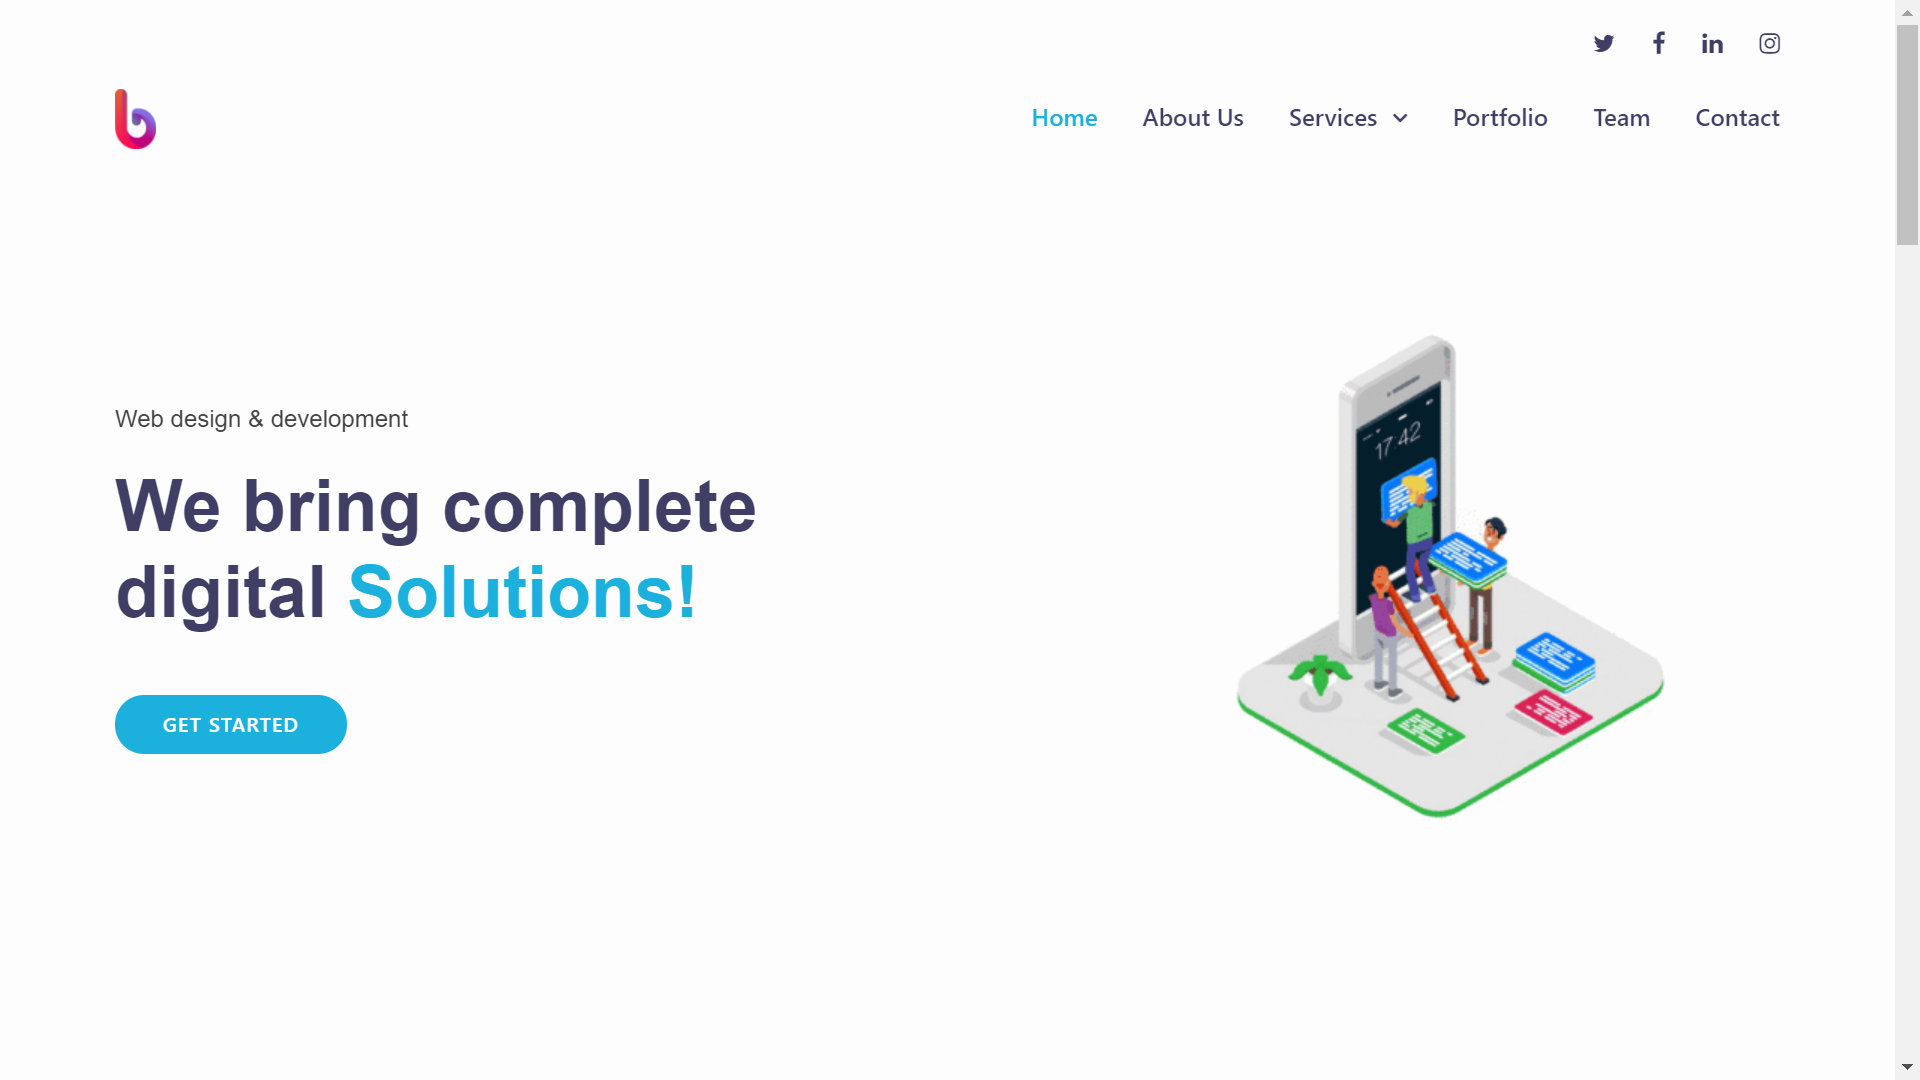 Home About Us Services Portfolio Team Contact
Web design & development
We bring complete
digital Solutions!
GET STARTED
17:42